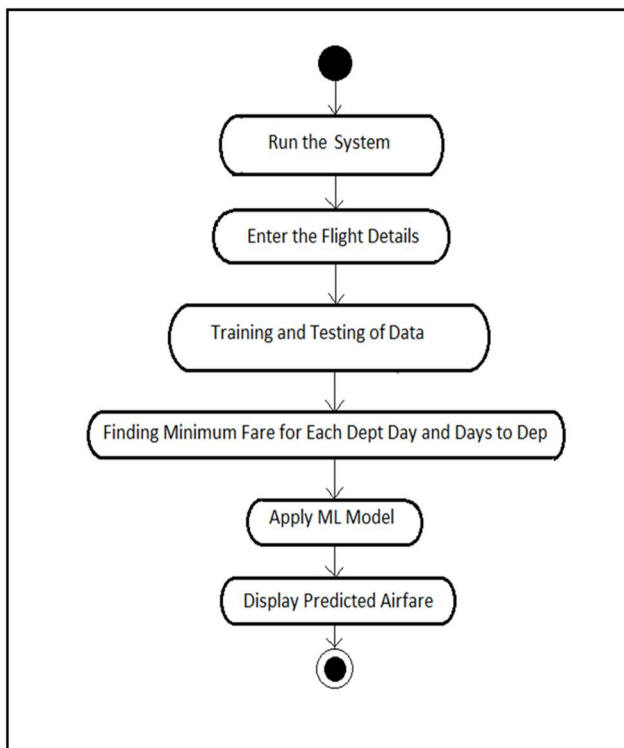 Run the System
Enter the Flight Details
Training and Testing of Data
Finding Minimum Fare for Each Dept Day and Days to Dep
Apply ML Model
Display Predicted Airfare